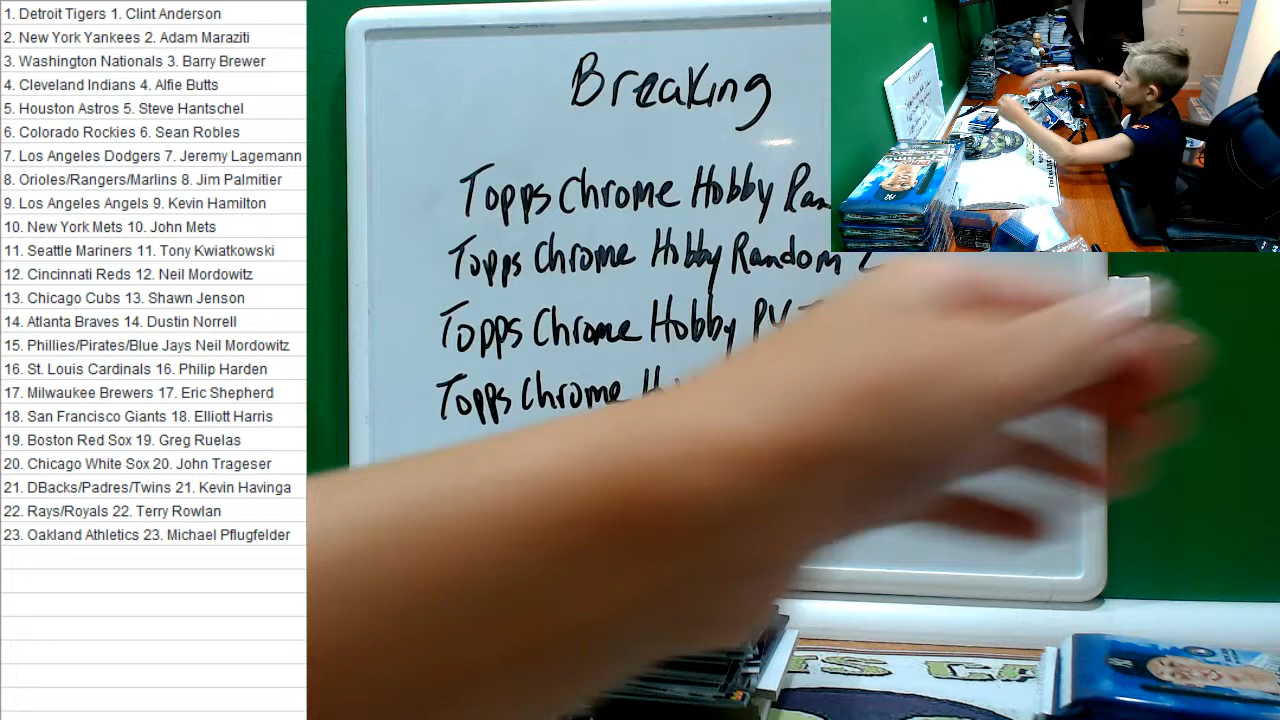 1. Detroit Tigers 1. Clint Anderson
2. New York Yankees 2. Adam Maraziti
3. Washington Nationals 3. Barry Brewer
4. Cleveland Indians 4. Alfie Butts
5. Houston Astros 5. Steve Hantschel
6. Colorado Rockies 6. Sean Robles
7. Los Angeles Dodgers 7. Jeremy Lagemann
8. Orioles/Rangers/Marlins 8. Jim Palmitier
9. Los Angeles Angels 9. Kevin Hamilton
10. New York Mets 10. John Mets
11. Seattle Mariners 11. Tony Kwiatkowski
12. Cincinnati Reds 12. Neil Mordowitz
13. Chicago Cubs 13. Shawn Jenson
14. Atlanta Braves 14. Dustin Norrell
15. Phillies/Pirates/Blue Jays Neil Mordowitz
16. St. Louis Cardinals 16. Philip Harden
17. Milwaukee Brewers 17. Eric Shepherd
18. San Francisco Giants 18. Elliott Harris
19. Boston Red Sox 19. Greg Ruelas
20. Chicago White Sox 20. John Trageser
21. DBacks/Padres/Twins 21. Kevin Havinga
22. Rays/Royals 22. Terry Rowlan
23. Oakland Athletics 23. Michael Pflugfelder
Breaking
Topps Chrome Hobby Ran
Topps Chrome Hobby Random 2
Topps Chrome Hobby PY
Topps Chrome